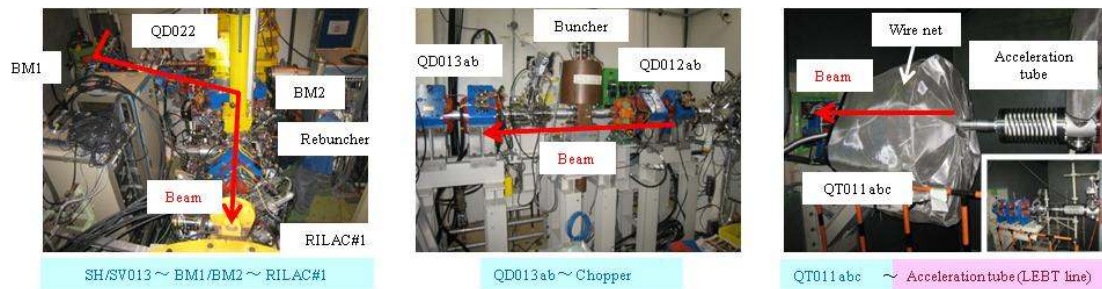 QD022
BM1
BM2
Rebuncher
Beam
RILAC#1
SH/SV013～BM1/BM2～RILAC#1
Buncher
QD013ab
QD012ab
Beam
QD013ab～Chopper
Wire net
Beam
Acceleration
tube
QT011abc
QT011abc ～ Acceleration tube (LEBT line)